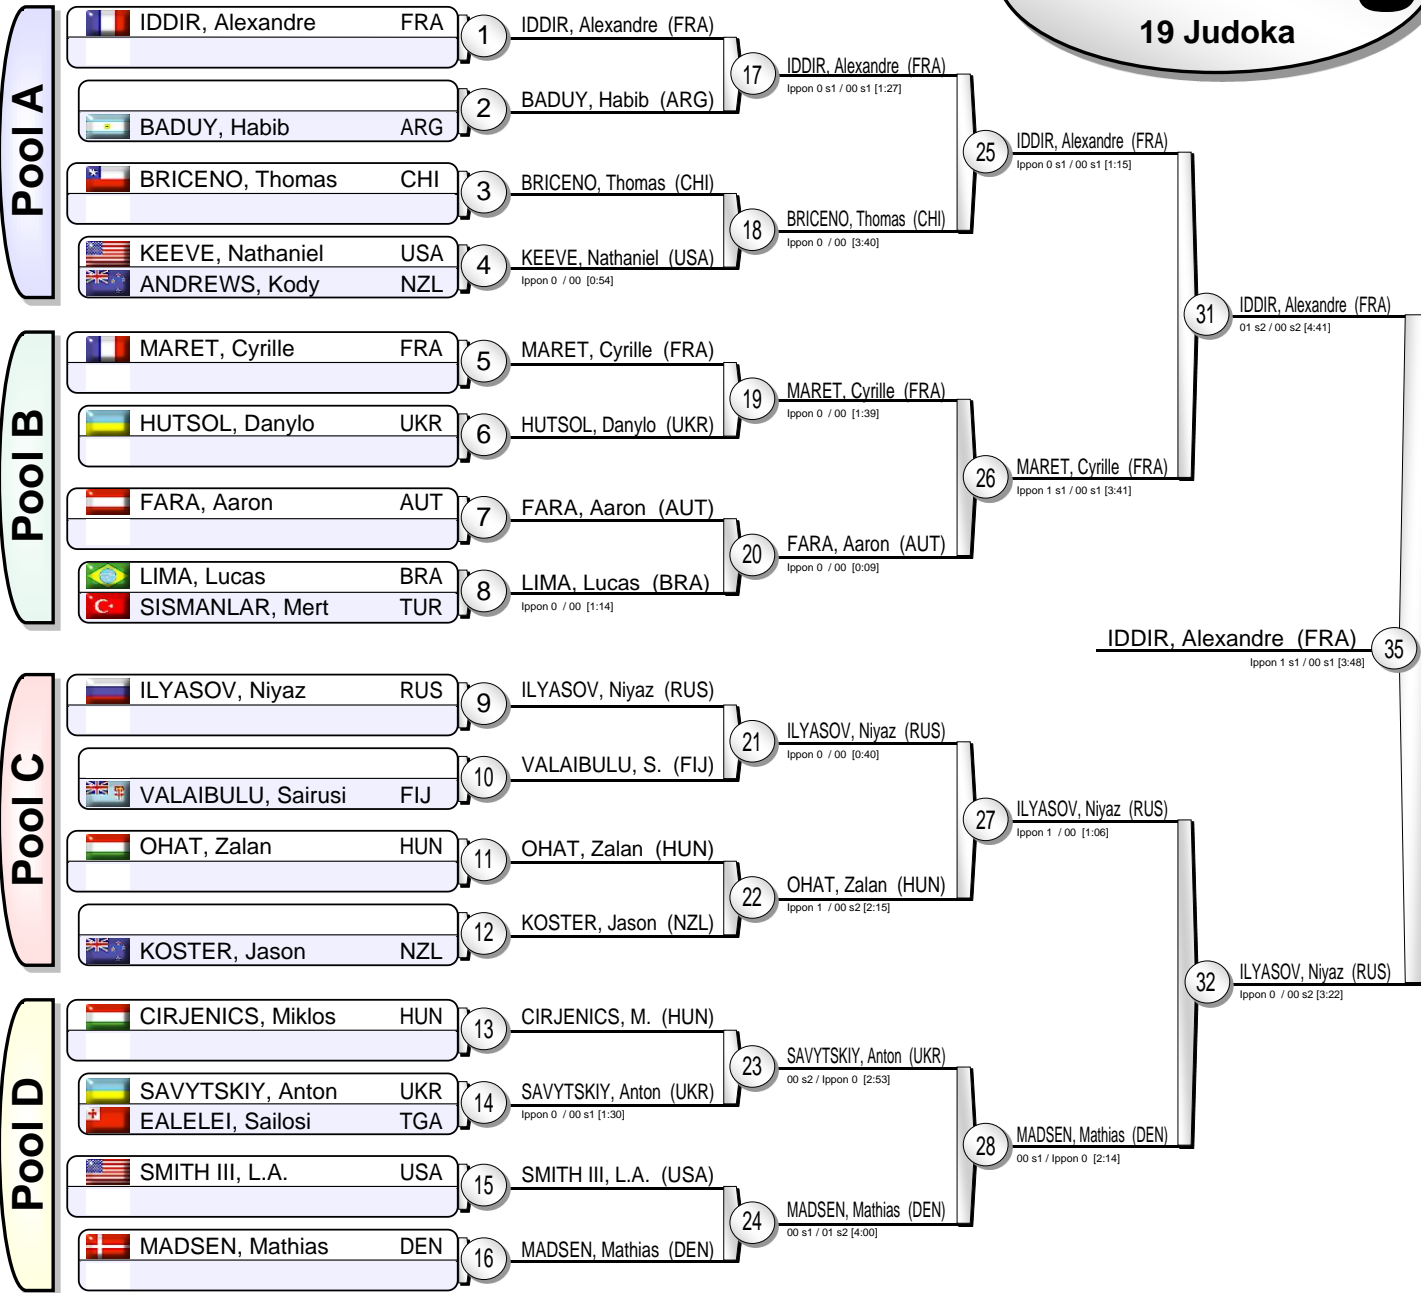 19 Judoka
Pool A
IDDIR, Alexandre FRA
1
IDDIR, Alexandre (FRA)
2
BADUY, Habib ARG
BADUY, Habib (ARG)
17
IDDIR, Alexandre (FRA)
Ippon 0 s1 / 00 s1 [1:27]
BRICENO, Thomas CHI
3
BRICENO, Thomas (CHI)
KEEVE, Nathaniel USA
ANDREWS, Kody NZL
4
KEEVE, Nathaniel (USA)
Ippon 0 / 00 [0:54]
18
BRICENO, Thomas (CHI)
Ippon 0 / 00 [3:40]
25
IDDIR, Alexandre (FRA)
Ippon 0 s1 / 00 s1 [1:15]
Pool B
MARET, Cyrille FRA
5
MARET, Cyrille (FRA)
HUTSOL, Danylo UKR
6
HUTSOL, Danylo (UKR)
19
MARET, Cyrille (FRA)
Ippon 0 / 00 [1:39]
FARA, Aaron AUT
7
FARA, Aaron (AUT)
LIMA, Lucas BRA
SISMANLAR, Mert TUR
8
LIMA, Lucas (BRA)
Ippon 0 / 00 [1:14]
20
FARA, Aaron (AUT)
Ippon 0 / 00 [0:09]
26
MARET, Cyrille (FRA)
Ippon 1 s1 / 00 s1 [3:41]
31
IDDIR, Alexandre (FRA)
01 s2 / 00 s2 [4:41]
IDDIR, Alexandre (FRA)
35
Ippon 1 s1 / 00 s1 [3:48]
Pool C
ILYASOV, Niyaz RUS
9
ILYASOV, Niyaz (RUS)
10
VALAIBULU, Sairusi FIJ
VALAIBULU, S. (FIJ)
21
ILYASOV, Niyaz (RUS)
Ippon 0 / 00 [0:40]
OHAT, Zalan HUN
11
OHAT, Zalan (HUN)
12
KOSTER, Jason NZL
KOSTER, Jason (NZL)
22
OHAT, Zalan (HUN)
Ippon 1 / 00 s2 [2:15]
27
ILYASOV, Niyaz (RUS)
Ippon 1 / 00 [1:06]
Pool D
CIRJENICS, Miklos HUN
13
CIRJENICS, M. (HUN)
SAVYTSKIY, Anton UKR
EALELEI, Sailosi TGA
14
SAVYTSKIY, Anton (UKR)
Ippon 0 / 00 s1 [1:30]
23
SAVYTSKIY, Anton (UKR)
00 s2 / Ippon 0 [2:53]
SMITH III, L.A. USA
15
SMITH III, L.A. (USA)
MADSEN, Mathias DEN
16
MADSEN, Mathias (DEN)
24
MADSEN, Mathias (DEN)
00 s1 / 01 s2 [4:00]
28
MADSEN, Mathias (DEN)
00 s1 / Ippon 0 [2:14]
32
ILYASOV, Niyaz (RUS)
Ippon 0 / 00 s2 [3:22]